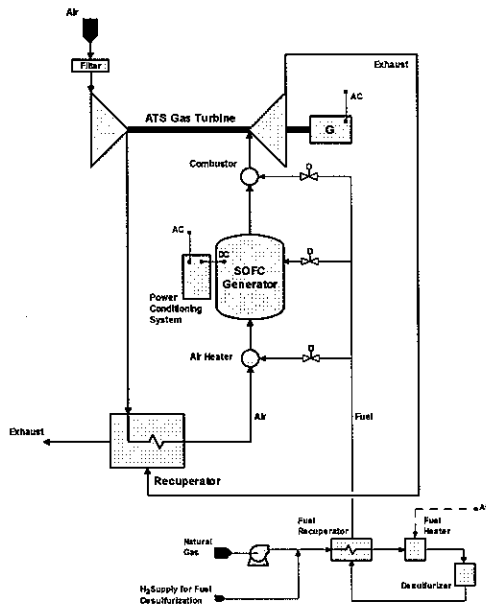 Air
Filter
Exhaust
ATS Gas Turbine
AC
G
Combustor
AC
DC
SOFC
Generator
Power
Conditioning
System
Air Heater
Air
Fuel
Exhaust
Recuperator
Fuel
Recuperator
Fuel
Heater
Natural
Gas
Desulfurizer
H₂Supply for Fuel
Desulfurization